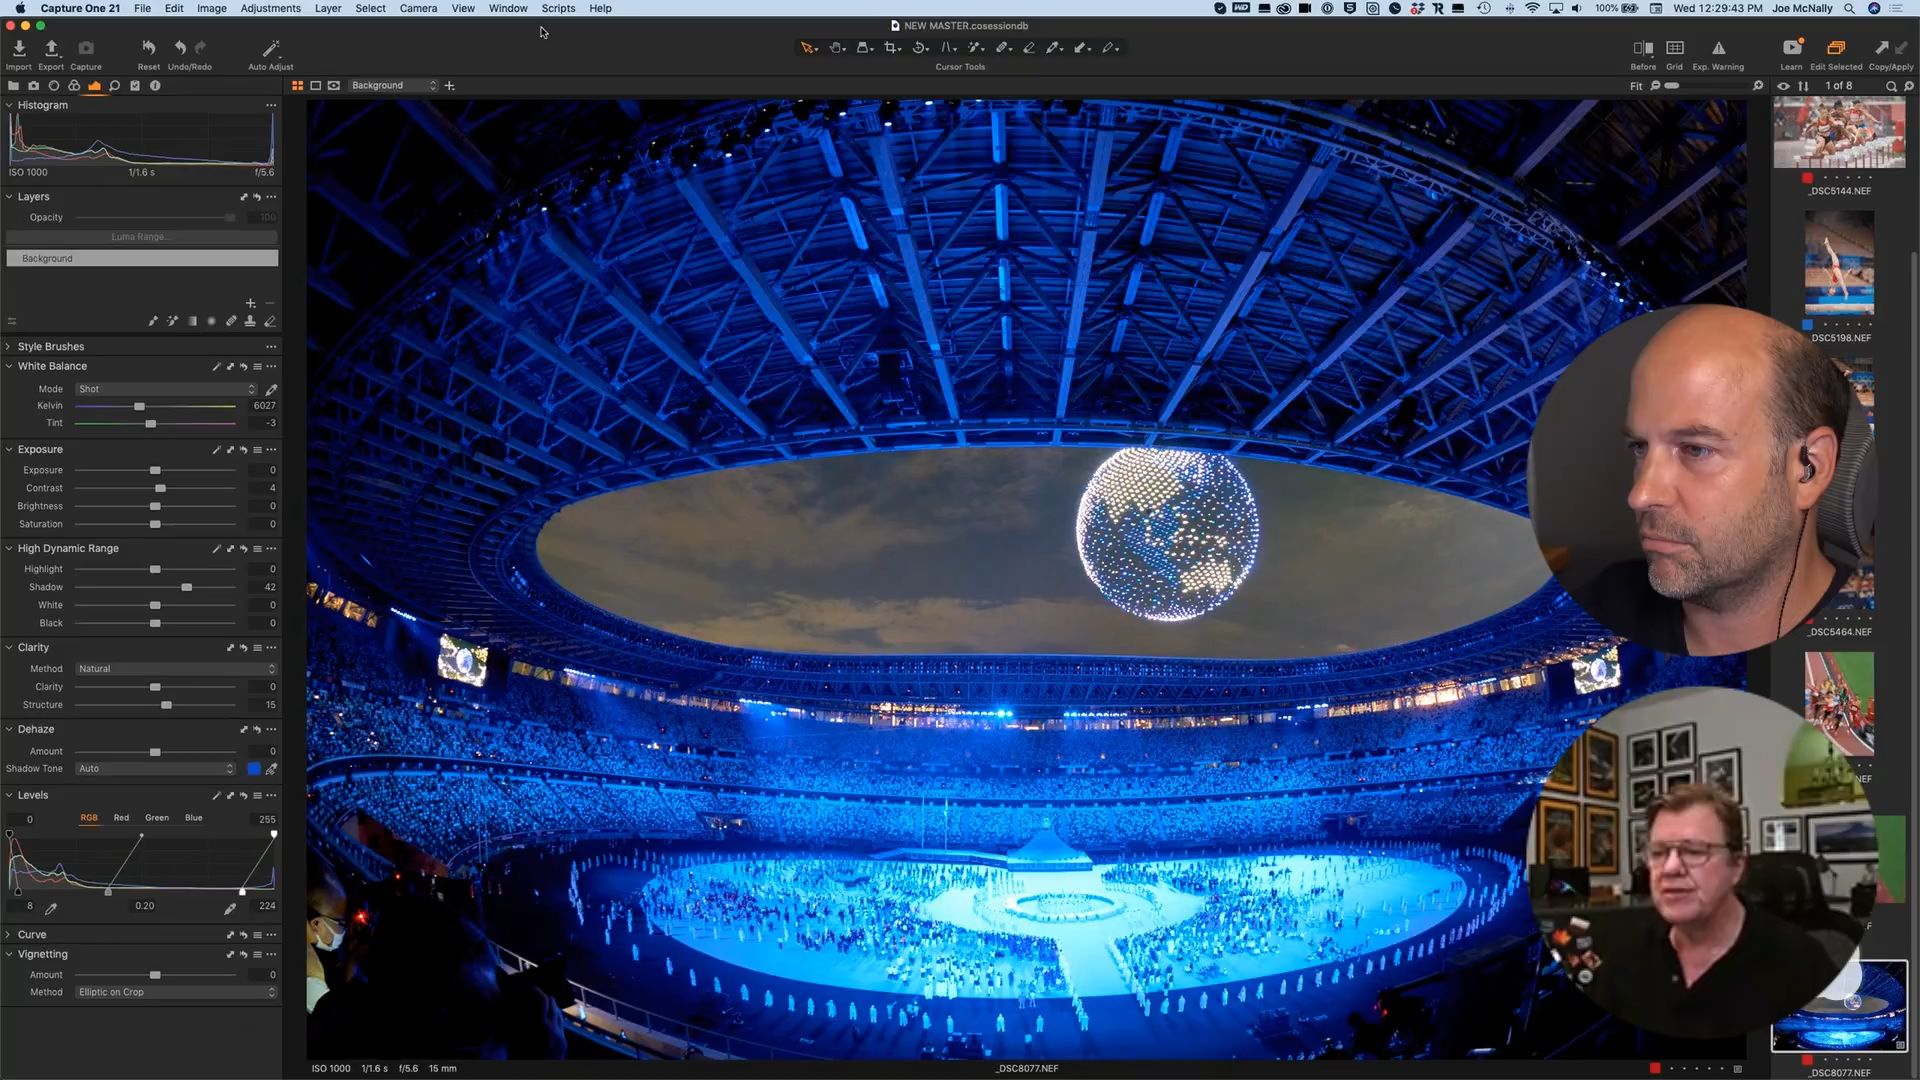 Capture One 21 File Edit Image Adjustments Layer Select Camera View Window Scripts Help
100% Wed 12:29:43 PM Joe McNally
NEW MASTER.cosessiondb
Import Export Capture Reset Undo/Redo Auto Adjust Cursor Tools Before Grid Exp. Warning Learn Edit Selected Copy/Apply
Background Fit 1 of 8
Histogram
ISO 1000 1/1.6 s f/5.6
Layers
Opacity 100
Luma Range...
Background
Style Brushes
White Balance
Mode Shot
Kelvin 6027
Tint -3
Exposure
Exposure 0
Contrast 4
Brightness 0
Saturation 0
High Dynamic Range
Highlight 0
Shadow 42
White 0
Black 0
Clarity
Method Natural
Clarity 0
Structure 15
Dehaze
Amount 0
Shadow Tone Auto
Levels
0 RGB Red Green Blue 255
8 0.20 224
Curve
Vignetting
Amount 0
Method Elliptic on Crop
ISO 1000 1/1.6 s f/5.6 15 mm _DSC8077.NEF
_DSC5144.NEF
_DSC5198.NEF
_DSC5464.NEF
_DSC8077.NEF